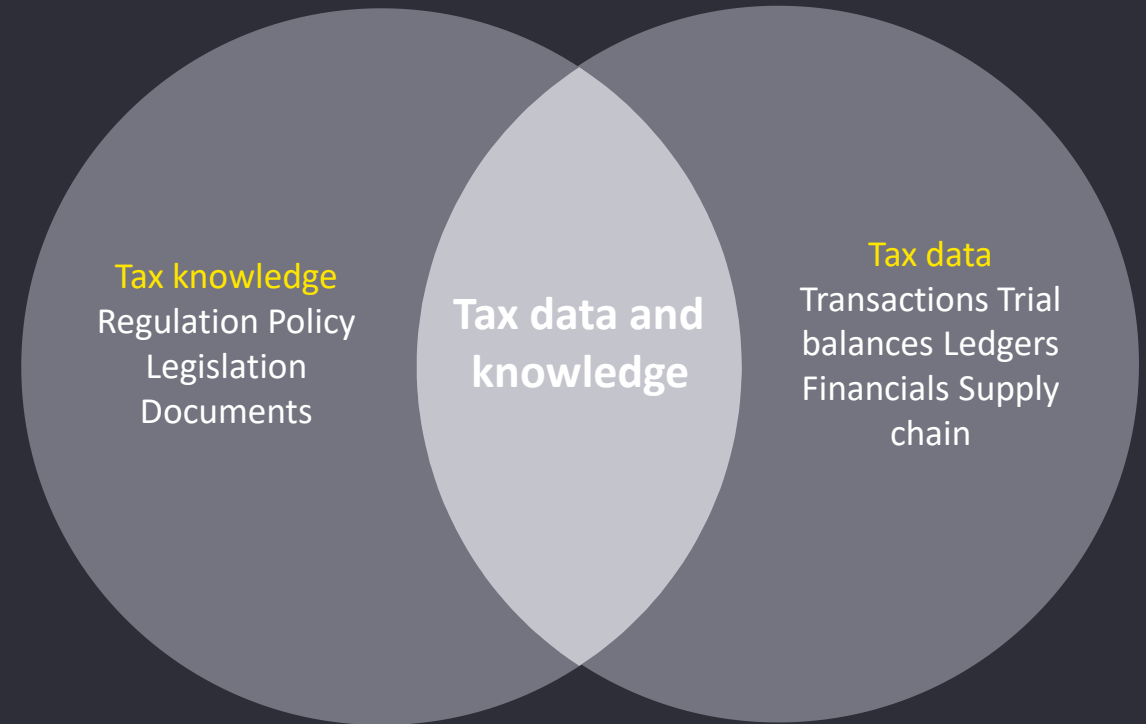 Tax knowledge
Regulation Policy
Legislation
Documents
Tax data and
knowledge
Tax data
Transactions Trial
balances Ledgers
Financials Supply
chain